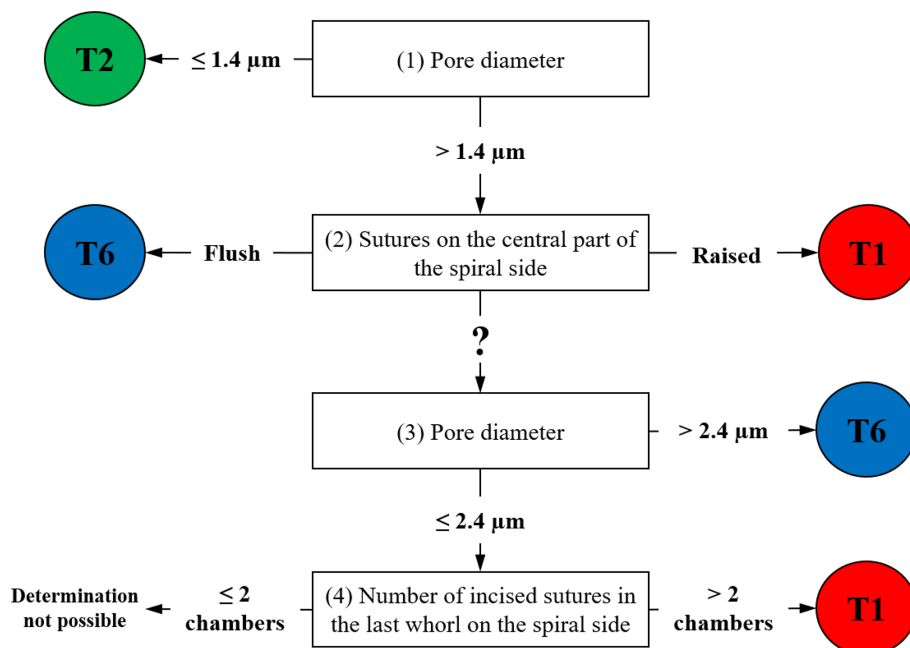 T2
≤ 1.4 µm
(1) Pore diameter
> 1.4 µm
T6
Flush
(2) Sutures on the central part of
the spiral side
Raised
T1
?
(3) Pore diameter
> 2.4 µm
T6
≤ 2.4 µm
Determination
not possible
≤ 2
chambers
(4) Number of incised sutures in
the last whorl on the spiral side
> 2
chambers
T1